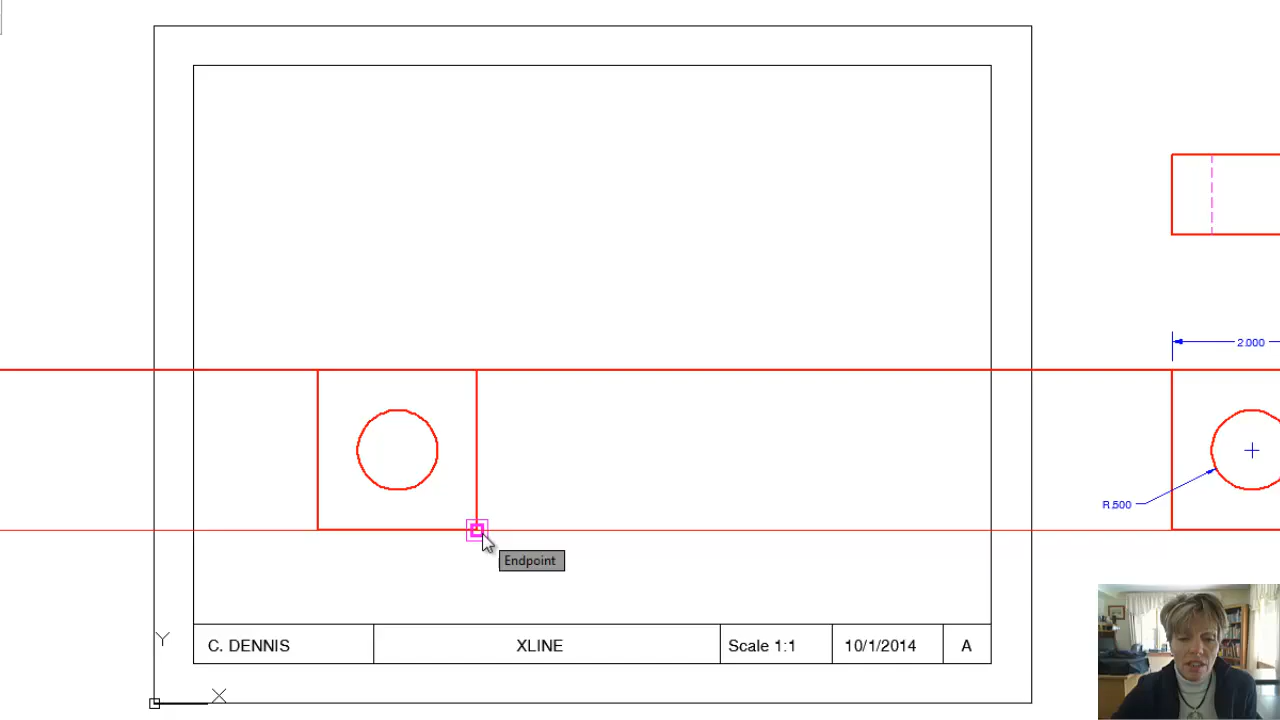 2.000
R.500
Endpoint
Y
C. DENNIS XLINE Scale 1:1 10/1/2014 A
X